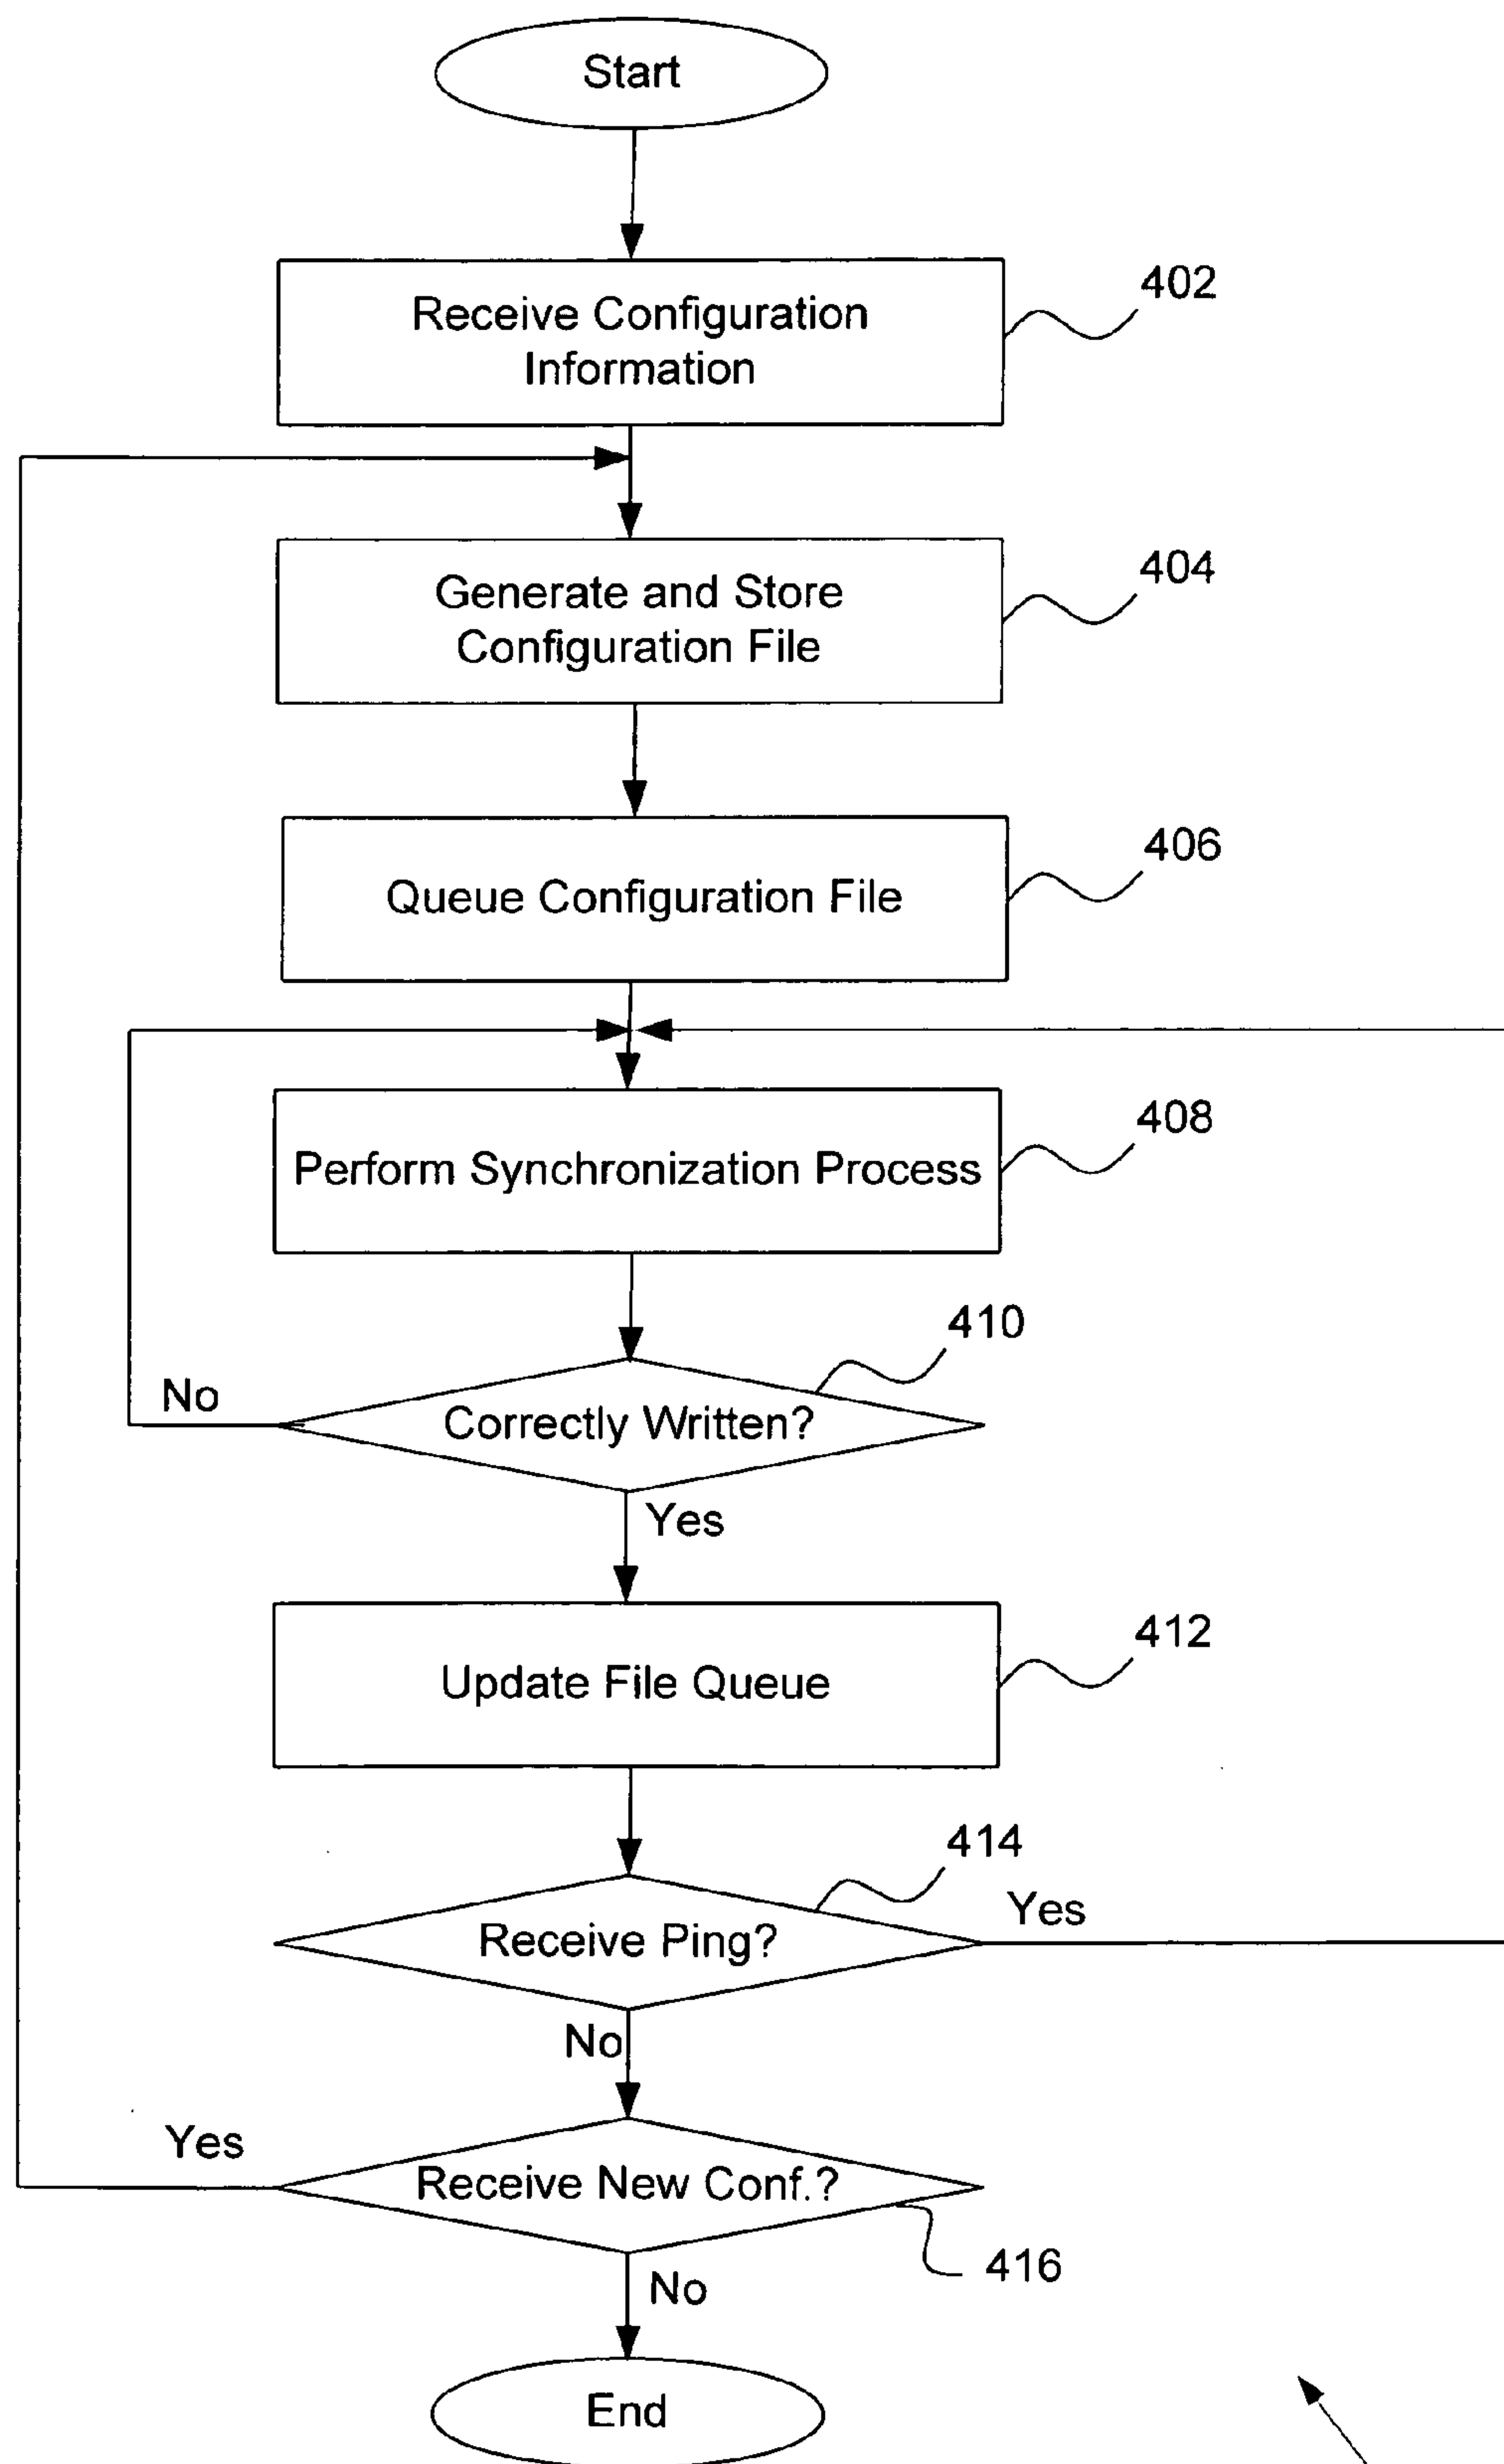 Start
Receive Configuration
Information
402
Generate and Store
Configuration File
404
Queue Configuration File
406
Perform Synchronization Process
408
410
No
Correctly Written?
Yes
Update File Queue
412
414
Receive Ping?
Yes
No
Yes
Receive New Conf.?
416
No
End